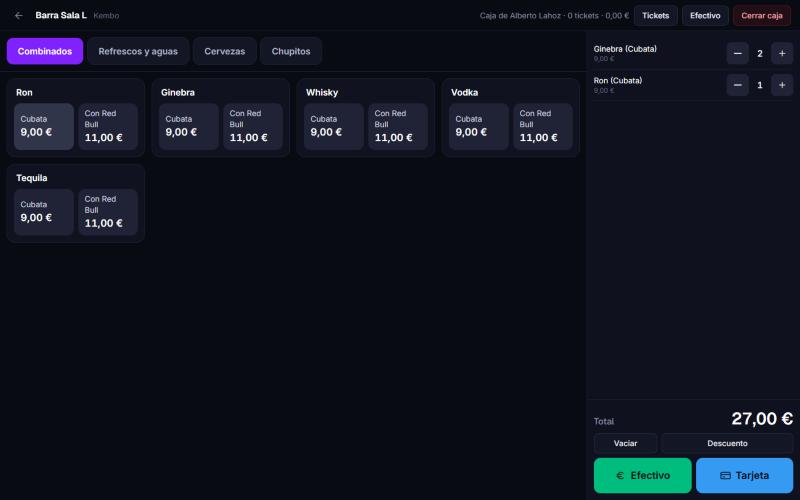 Barra Sala L Kembo
Caja de Alberto Lahoz · 0 tickets · 0,00 € Tickets Efectivo Cerrar caja
Combinados Refrescos y aguas Cervezas Chupitos
Ron
Cubata
9,00 €
Con Red
Bull
11,00 €
Ginebra
Cubata
9,00 €
Con Red
Bull
11,00 €
Whisky
Cubata
9,00 €
Con Red
Bull
11,00 €
Vodka
Cubata
9,00 €
Con Red
Bull
11,00 €
Tequila
Cubata
9,00 €
Con Red
Bull
11,00 €
Ginebra (Cubata)
9,00 €
− 2 +
Ron (Cubata)
9,00 €
− 1 +
Total 27,00 €
Vaciar Descuento
€ Efectivo Tarjeta